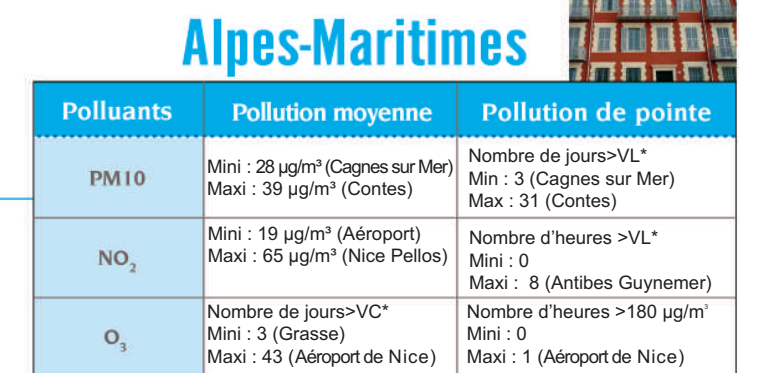 Alpes-Maritimes
Polluants
Pollution moyenne
Pollution de pointe
PM10
Mini : 28 µg/m³ (Cagnes sur Mer)
Maxi : 39 µg/m³ (Contes)
Nombre de jours>VL*
Min : 3 (Cagnes sur Mer)
Max : 31 (Contes)
NO₂
Mini : 19 µg/m³ (Aéroport)
Maxi : 65 µg/m³ (Nice Pellos)
Nombre d'heures >VL*
Mini : 0
Maxi : 8 (Antibes Guynemer)
O₃
Nombre de jours>VC*
Mini : 3 (Grasse)
Maxi : 43 (Aéroport de Nice)
Nombre d'heures >180 µg/m³
Mini : 0
Maxi : 1 (Aéroport de Nice)